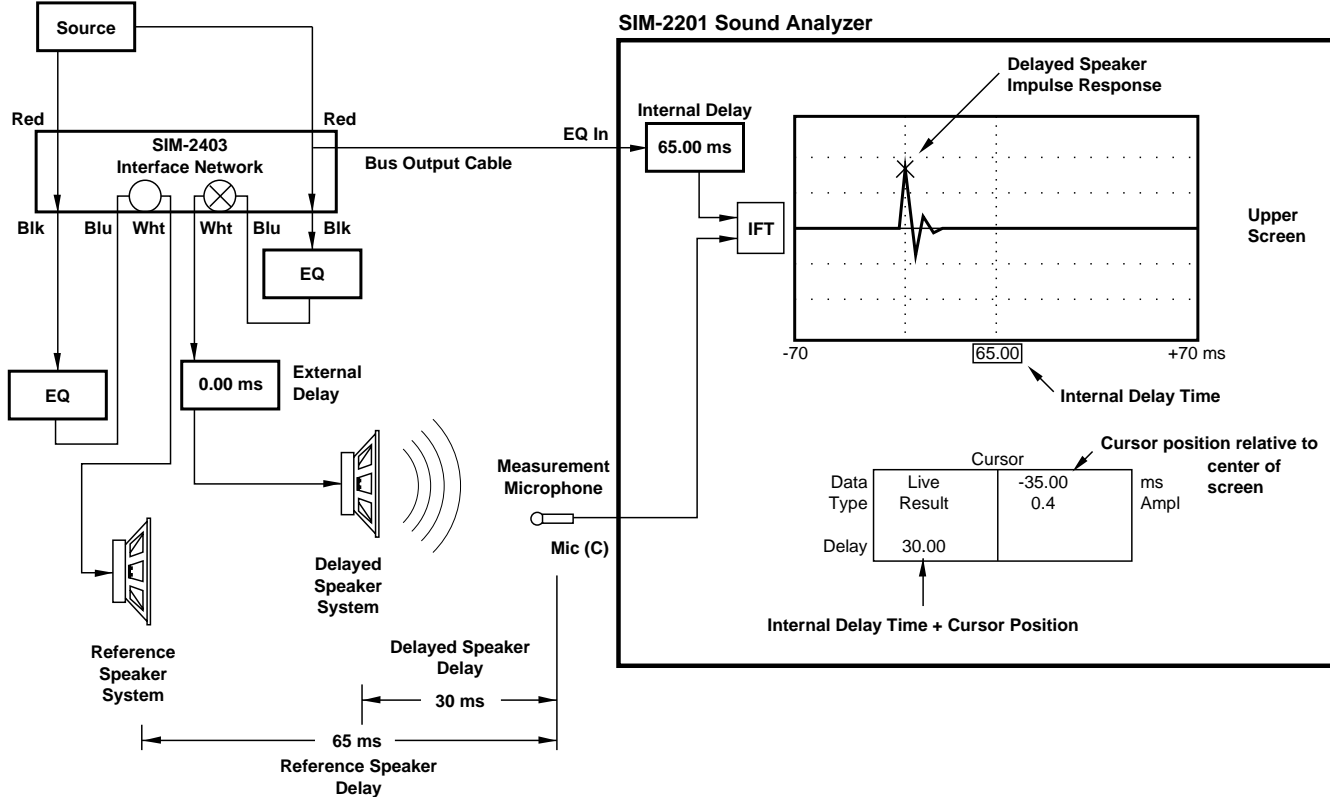 SIM-2201 Sound Analyzer
Source
Delayed Speaker
Impulse Response
Red
Red
Internal Delay
SIM-2403
Interface Network
EQ In
65.00 ms
Bus Output Cable
Blk
Blu
Wht
Wht
Blu
Blk
IFT
Upper
Screen
EQ
-70
65.00
+70 ms
EQ
0.00 ms
External
Delay
Internal Delay Time
Cursor position relative to
center of
screen
Cursor
Data
Live
-35.00
ms
Type
Result
0.4
Ampl
Delay
30.00
Measurement
Microphone
Mic (C)
Delayed
Speaker
System
Internal Delay Time + Cursor Position
Reference
Speaker
System
Delayed Speaker
Delay
30 ms
65 ms
Reference Speaker
Delay